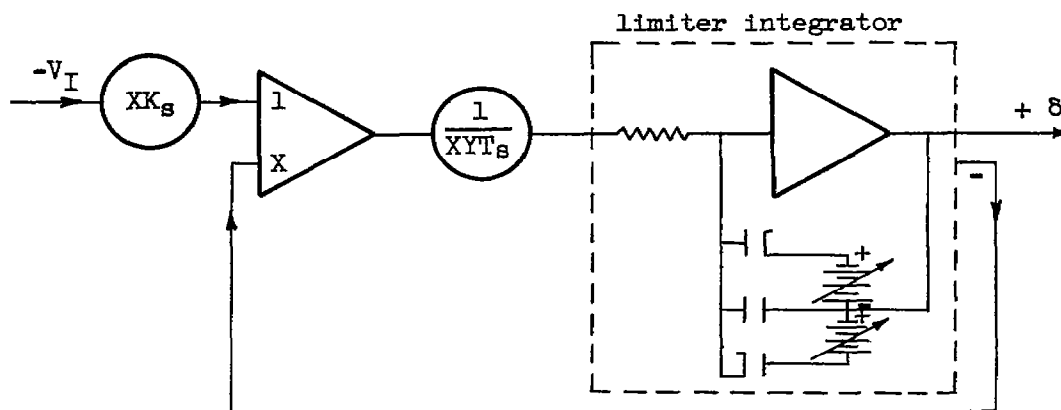 limiter integrator
-V_I
XK_s
1
X
1
XYT_s
+ δ
-
+
+